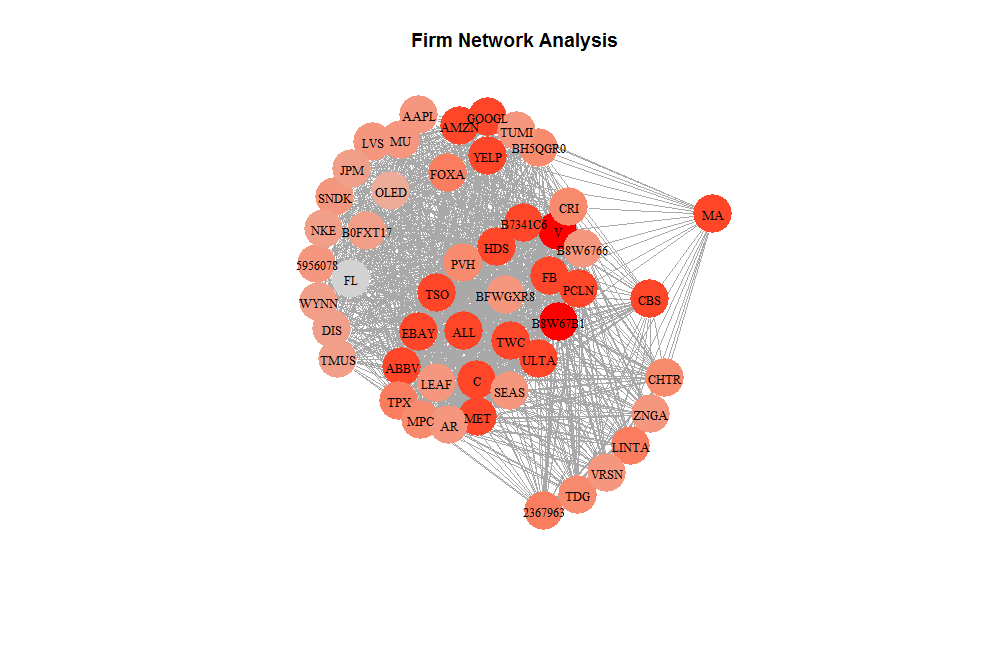 Firm Network Analysis
AAPL
GOOGL
AMZN
TUMI
LVS
MU
BH5QGR0
YELP
JPM
FOXA
OLED
SNDK
CRI
MA
B7341C6
NKE
B0FXT17
V
HDS
B8W6766
5956078
PVH
FL
FB
PCLN
TSO
BFWGXR8
CBS
WYNN
B8W67B1
DIS
EBAY
ALL
TWC
TMUS
ULTA
ABBV
CHTR
LEAF
C
SEAS
TPX
ZNGA
MPC
AR
MET
LINTA
VRSN
TDG
2367963